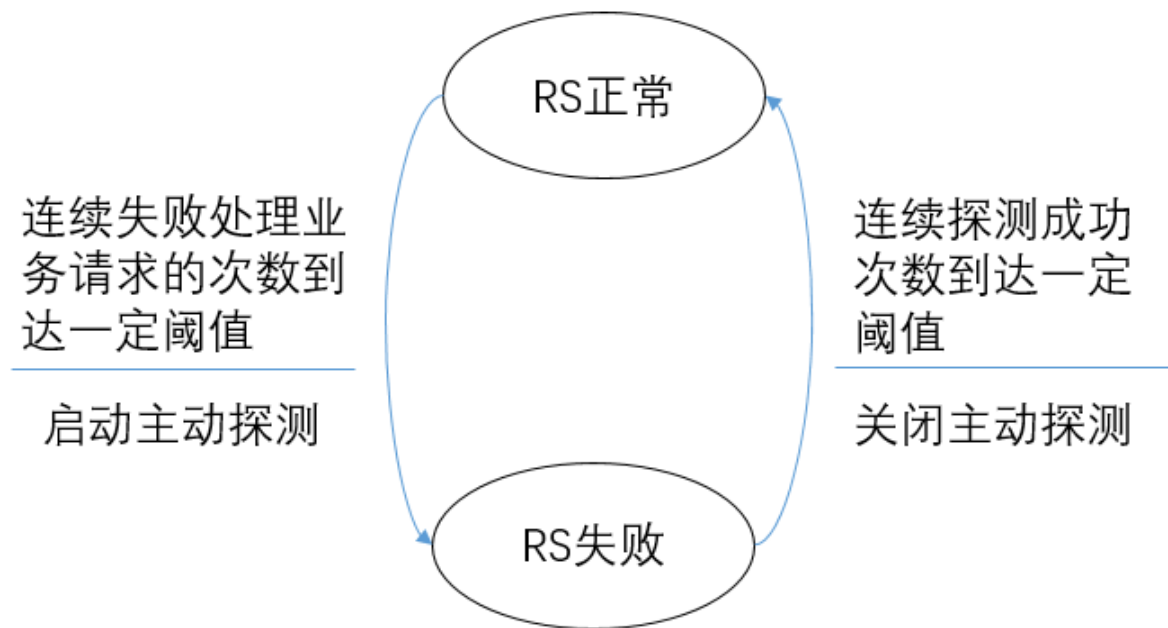 RS正常
连续失败处理业
务请求的次数到
达一定阈值
启动主动探测
连续探测成功
次数到达一定
阈值
关闭主动探测
RS失败